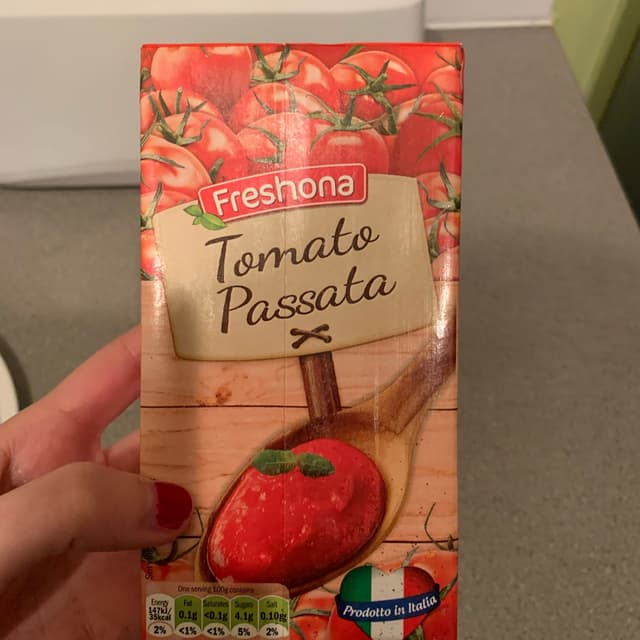 Freshona
Tomato
Passata
One serving 100g contains
Energy Fat Saturates Sugars Salt
147kJ/ 0.1g <0.1g 4.1g 0.10g
35kcal
2% <1% <1% 5% 2%
Prodotto in Italia